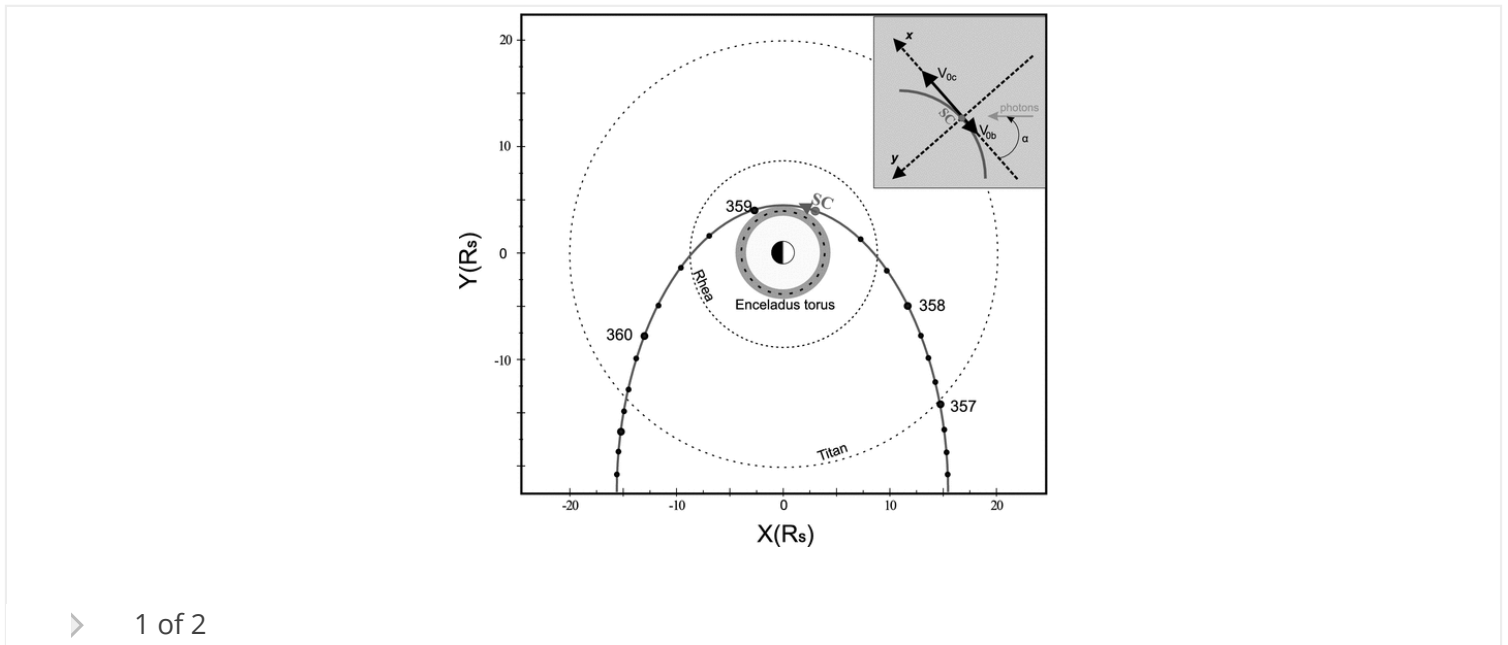 20
10
0
-10
Y(Rs)
-20
-10
0
10
20
X(Rs)
359
SC
358
360
357
Rhea
Enceladus torus
Titan
x
V0c
SC
photons
V0b
α
y
1 of 2